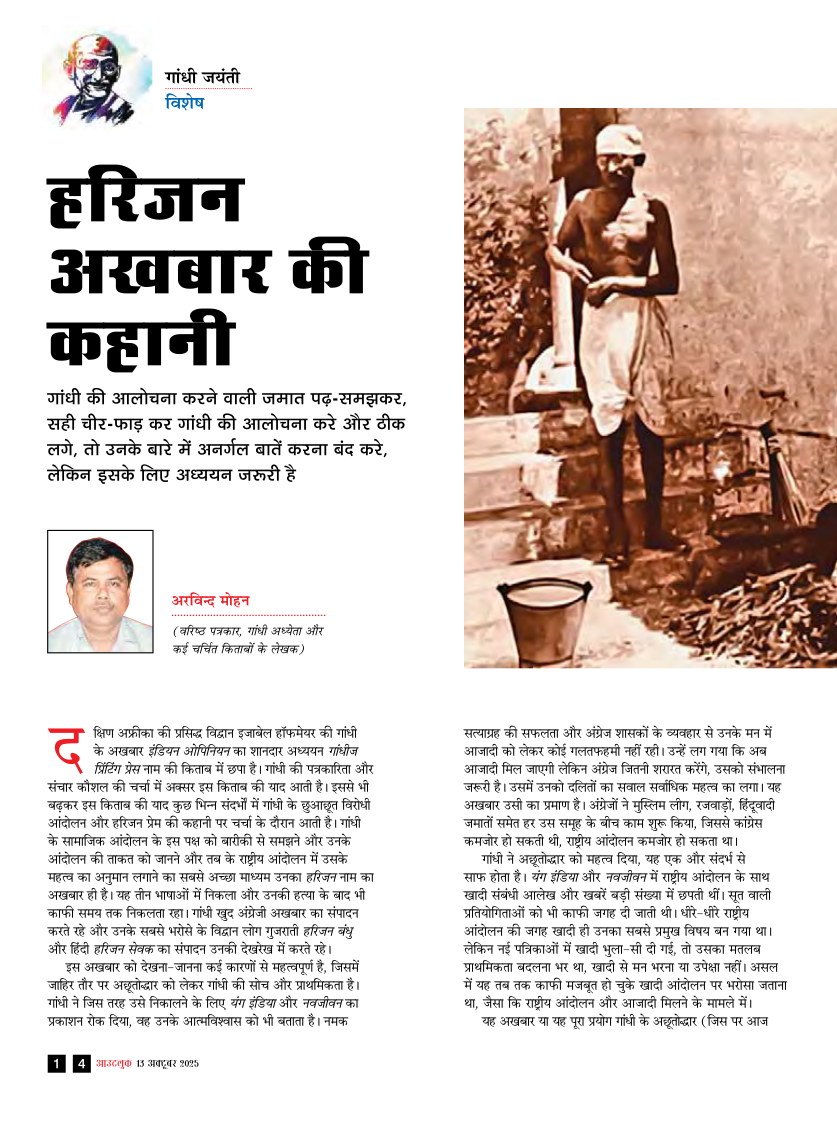 गांधी जयंती
विशेष
हरिजन
अखबार की
कहानी
गांधी की आलोचना करने वाली जमात पढ़-समझकर,
सही चीर-फाड़ कर गांधी की आलोचना करे और ठीक
लगे, तो उनके बारे में अनर्गल बातें करना बंद करे,
लेकिन इसके लिए अध्ययन जरूरी है
अरविन्द मोहन
(वरिष्ठ पत्रकार, गांधी अध्येता और
कई चर्चित किताबों के लेखक)
दक्षिण अफ्रीका की प्रसिद्ध विद्वान इजाबेल हॉफमेयर की गांधी
के अखबार इंडियन ओपिनियन का शानदार अध्ययन गांधीज
प्रिंटिंग प्रेस नाम की किताब में छपा है। गांधी की पत्रकारिता और
संचार कौशल की चर्चा में अक्सर इस किताब की याद आती है। इससे भी
बढ़कर इस किताब की याद कुछ भिन्न संदर्भों में गांधी के छुआछूत विरोधी
आंदोलन और हरिजन प्रेम की कहानी पर चर्चा के दौरान आती है। गांधी
के सामाजिक आंदोलन के इस पक्ष को बारीकी से समझने और उनके
आंदोलन की ताकत को जानने और तब के राष्ट्रीय आंदोलन में उसके
महत्व का अनुमान लगाने का सबसे अच्छा माध्यम उनका हरिजन नाम का
अखबार ही है। यह तीन भाषाओं में निकला और उनकी हत्या के बाद भी
काफी समय तक निकलता रहा। गांधी खुद अंग्रेजी अखबार का संपादन
करते रहे और उनके सबसे भरोसे के विद्वान लोग गुजराती हरिजन बंधु
और हिंदी हरिजन सेवक का संपादन उनकी देखरेख में करते रहे।
इस अखबार को देखना-जानना कई कारणों से महत्वपूर्ण है, जिसमें
जाहिर तौर पर अछूतोद्धार को लेकर गांधी की सोच और प्राथमिकता है।
गांधी ने जिस तरह उसे निकालने के लिए यंग इंडिया और नवजीवन का
प्रकाशन रोक दिया, वह उनके आत्मविश्वास को भी बताता है। नमक
सत्याग्रह की सफलता और अंग्रेज शासकों के व्यवहार से उनके मन में
आजादी को लेकर कोई गलतफहमी नहीं रही। उन्हें लग गया कि अब
आजादी मिल जाएगी लेकिन अंग्रेज जितनी शरारत करेंगे, उसको संभालना
जरूरी है। उसमें उनको दलितों का सवाल सर्वाधिक महत्व का लगा। यह
अखबार उसी का प्रमाण है। अंग्रेजों ने मुस्लिम लीग, रजवाड़ों, हिंदूवादी
जमातों समेत हर उस समूह के बीच काम शुरू किया, जिससे कांग्रेस
कमजोर हो सकती थी, राष्ट्रीय आंदोलन कमजोर हो सकता था।
गांधी ने अछूतोद्धार को महत्व दिया, यह एक और संदर्भ से
साफ होता है। यंग इंडिया और नवजीवन में राष्ट्रीय आंदोलन के साथ
खादी संबंधी आलेख और खबरें बड़ी संख्या में छपती थीं। सूत वाली
प्रतियोगिताओं को भी काफी जगह दी जाती थी। धीरे-धीरे राष्ट्रीय
आंदोलन की जगह खादी ही उनका सबसे प्रमुख विषय बन गया था।
लेकिन नई पत्रिकाओं में खादी भुला-सी दी गई, तो उसका मतलब
प्राथमिकता बदलना भर था, खादी से मन भरना या उपेक्षा नहीं। असल
में यह तब तक काफी मजबूत हो चुके खादी आंदोलन पर भरोसा जताना
था, जैसा कि राष्ट्रीय आंदोलन और आजादी मिलने के मामले में।
यह अखबार या यह पूरा प्रयोग गांधी के अछूतोद्धार (जिस पर आज
1 4 आउटलुक 13 अक्टूबर 2025